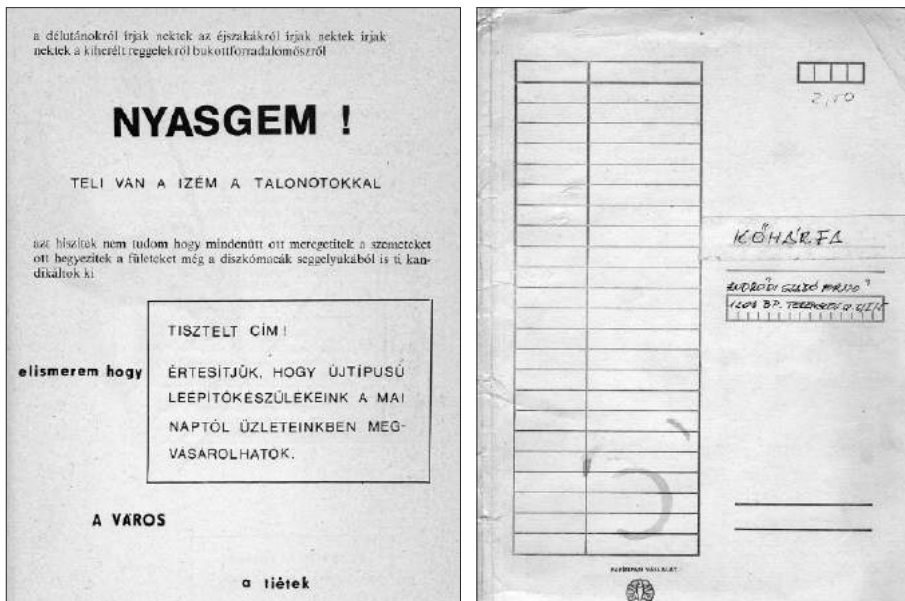 a délutánokról írjak nektek az éjszakákról írjak nektek írjak
nektek a kiherélt reggelekről bukottforradalomőszről
NYASGEM !
TELI VAN A IZÉM A TALONOTOKKAL
azt hiszitek nem tudom hogy mindenütt ott meregetitek a szemeteket
ott hegyezitek a fületeket még a diszkómacák seggelyukából is ti kan-
dikáltok ki
TISZTELT CÍM !
elismerem hogy
ÉRTESÍTJÜK, HOGY ÚJTÍPUSÚ
LEÉPÍTŐKÉSZÜLÉKEINK A MAI
NAPTÓL ÜZLETEINKBEN MEG-
VÁSÁROLHATÓK.
A VÁROS
a tiétek
2,50
KŐHÁRFA
1204 BP.
PAPÍRIPARI VÁLLALAT